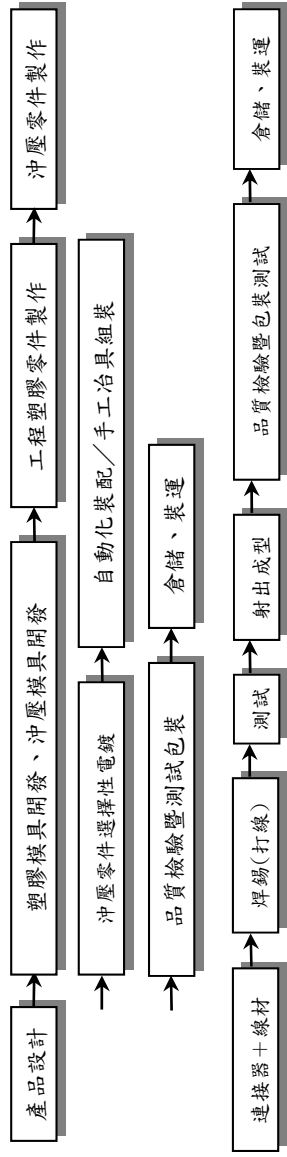 產品設計
塑膠模具開發、沖壓模具開發
工程塑膠零件製作
沖壓零件製作
沖壓零件選擇性電鍍
自動化裝配／手工治具組裝
品質檢驗暨測試包裝
倉儲、裝運
連接器＋線材
焊錫(打線)
測試
射出成型
品質檢驗暨包裝測試
倉儲、裝運